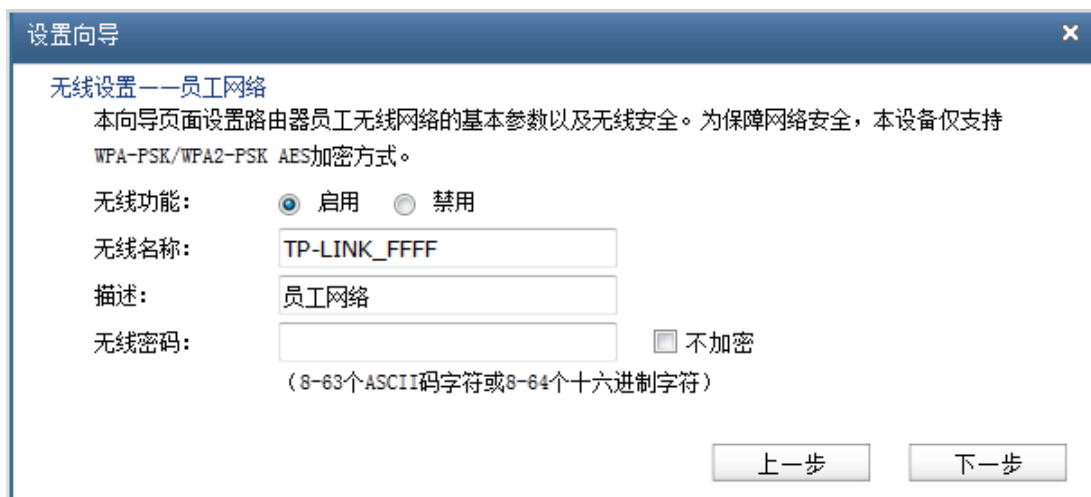 设置向导
无线设置——员工网络
本向导页面设置路由器员工无线网络的基本参数以及无线安全。为保障网络安全，本设备仅支持
WPA-PSK/WPA2-PSK AES加密方式。
无线功能： 启用 禁用
无线名称： TP-LINK_FFFF
描述： 员工网络
无线密码： 不加密
（8-63个ASCII码字符或8-64个十六进制字符）
上一步 下一步